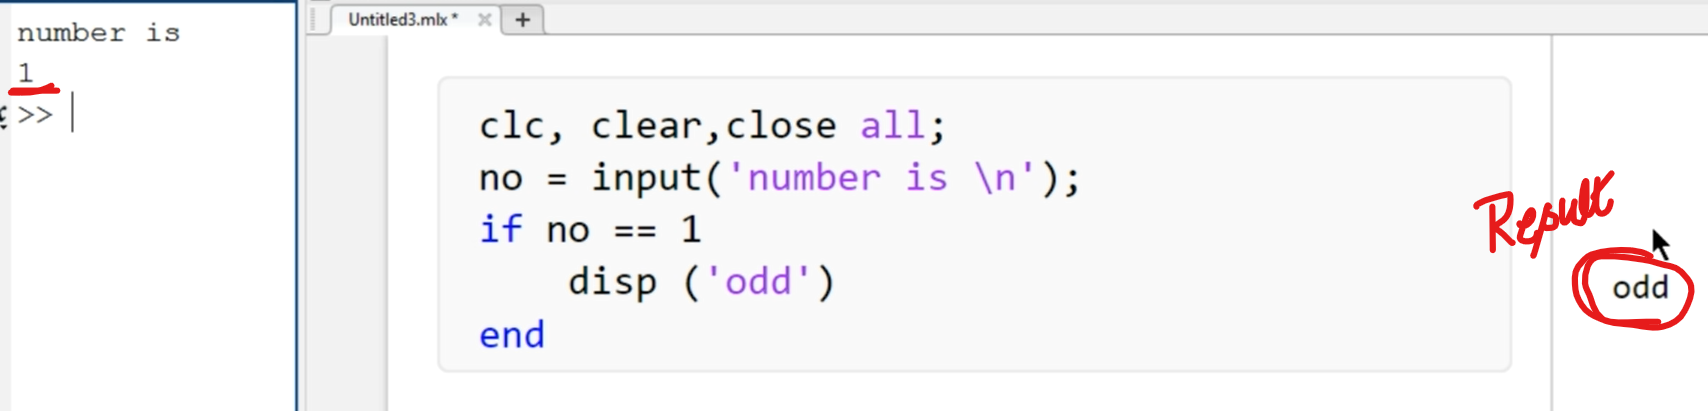 number is
1
>>
Untitled3.mlx *
clc, clear,close all;
no = input('number is \n');
if no == 1
disp ('odd')
end
Result
odd